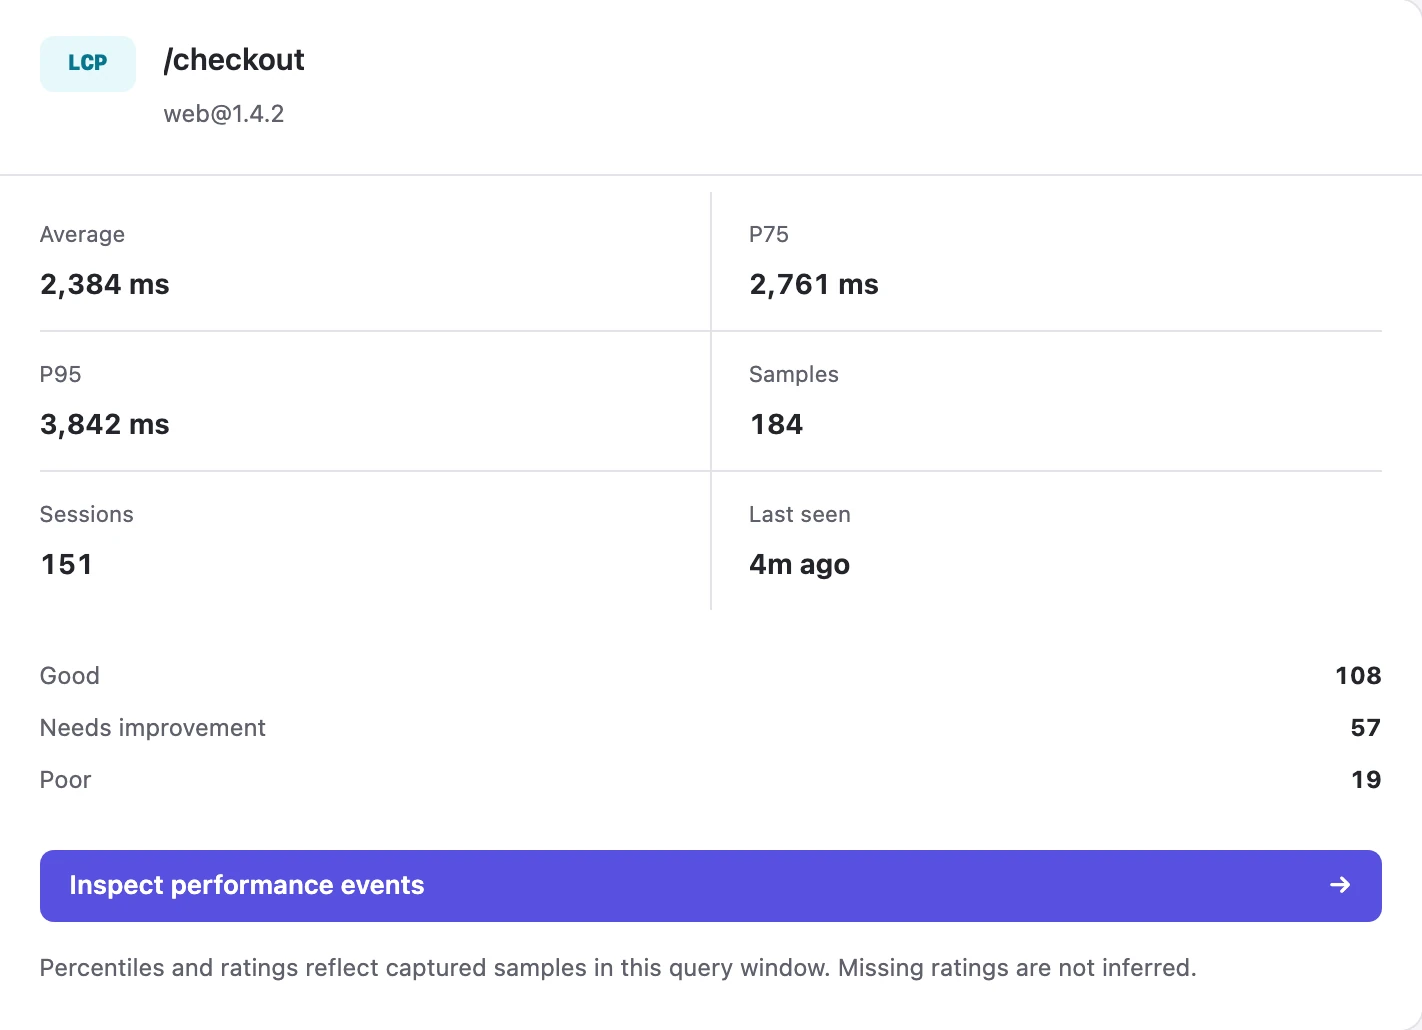 LCP
/checkout
web@1.4.2
Average
2,384 ms
P75
2,761 ms
P95
3,842 ms
Samples
184
Sessions
151
Last seen
4m ago
Good 108
Needs improvement 57
Poor 19
Inspect performance events →
Percentiles and ratings reflect captured samples in this query window. Missing ratings are not inferred.